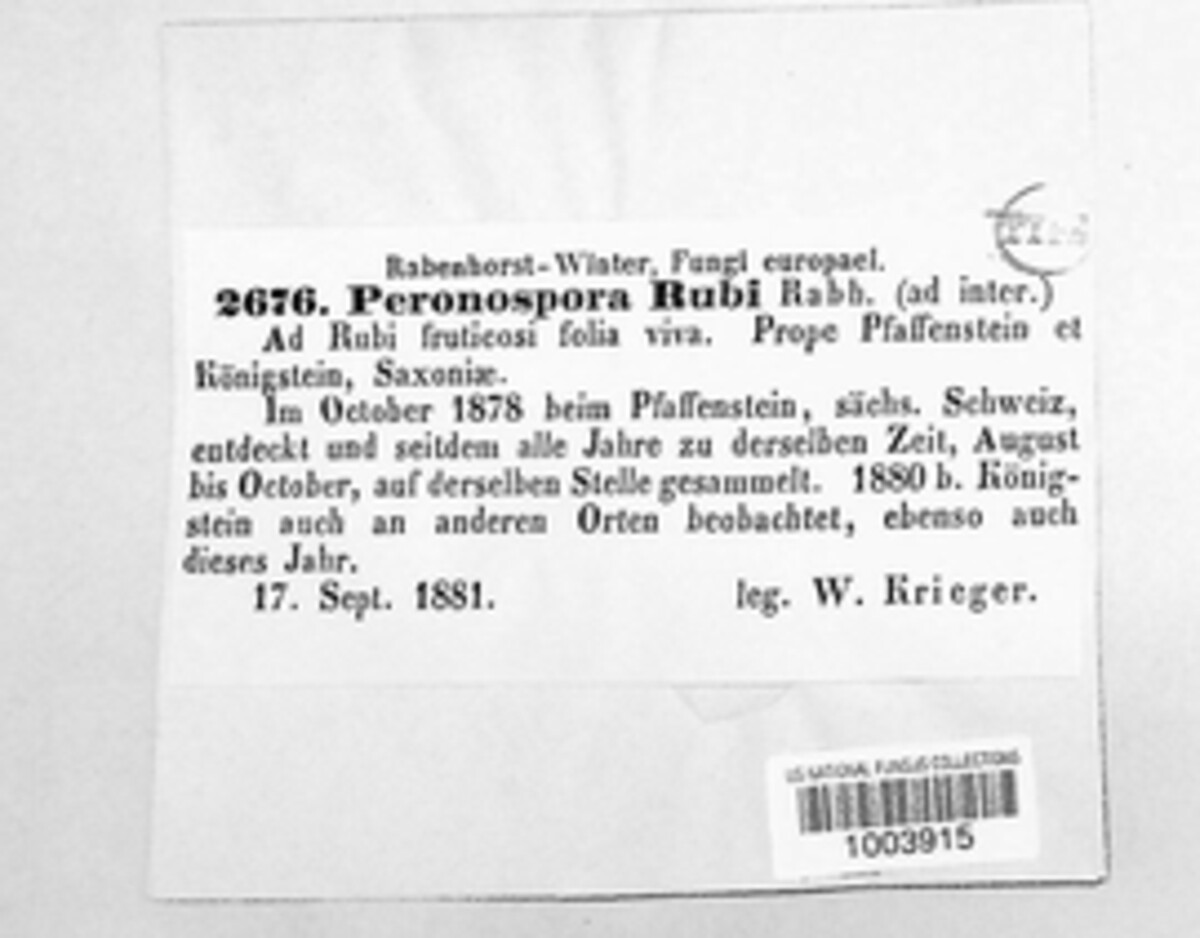 Rabenhorst-Winter, Fungi europaei.
2676. Peronospora Rubi Rabh. (ad inter.)
Ad Rubi fruticosi folia viva. Prope Pfaffenstein et
Königstein, Saxoniæ.
Im October 1878 beim Pfaffenstein, sächs. Schweiz,
entdeckt und seitdem alle Jahre zu derselben Zeit, August
bis October, auf derselben Stelle gesammelt. 1880 b. König-
stein auch an anderen Orten beobachtet, ebenso auch
dieses Jahr.
17. Sept. 1881. leg. W. Krieger.
US NATIONAL FUNGUS COLLECTIONS
1003915